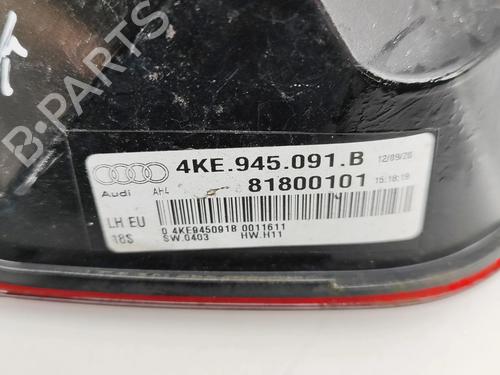 B-PARTS
4KE.945.091.B 12/09/20
Audi AH4 81800101 15:18:19
LH EU
18S
0 4KE945091B 0011611
SW.0403 HW.H11